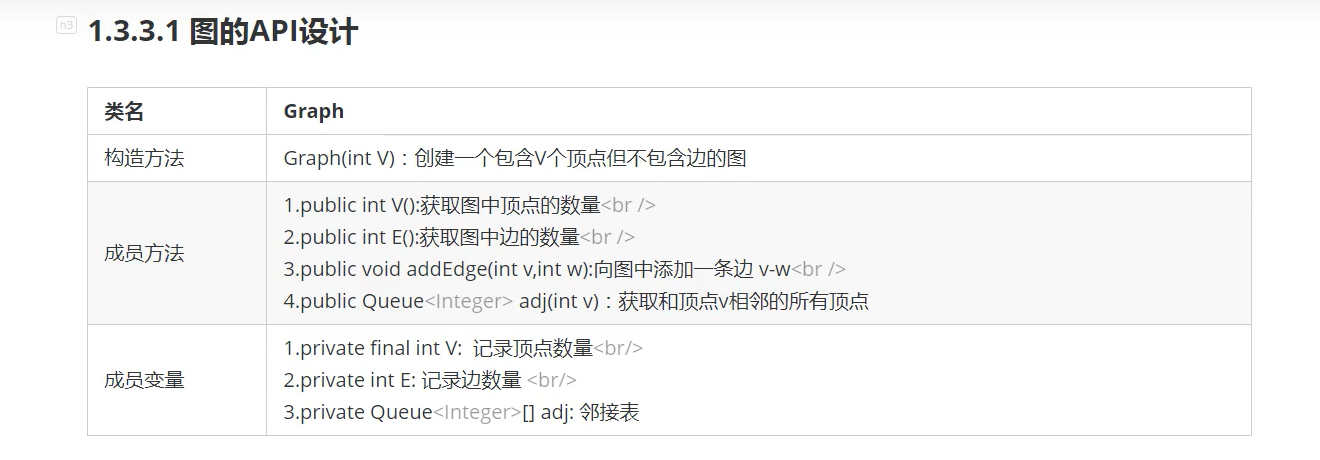 h3
1.3.3.1 图的API设计
类名 Graph
构造方法 Graph(int V)：创建一个包含V个顶点但不包含边的图
成员方法
1.public int V():获取图中顶点的数量<br />
2.public int E():获取图中边的数量<br />
3.public void addEdge(int v,int w):向图中添加一条边 v-w<br />
4.public Queue<Integer> adj(int v)：获取和顶点v相邻的所有顶点
成员变量
1.private final int V: 记录顶点数量<br/>
2.private int E: 记录边数量 <br/>
3.private Queue<Integer>[] adj: 邻接表